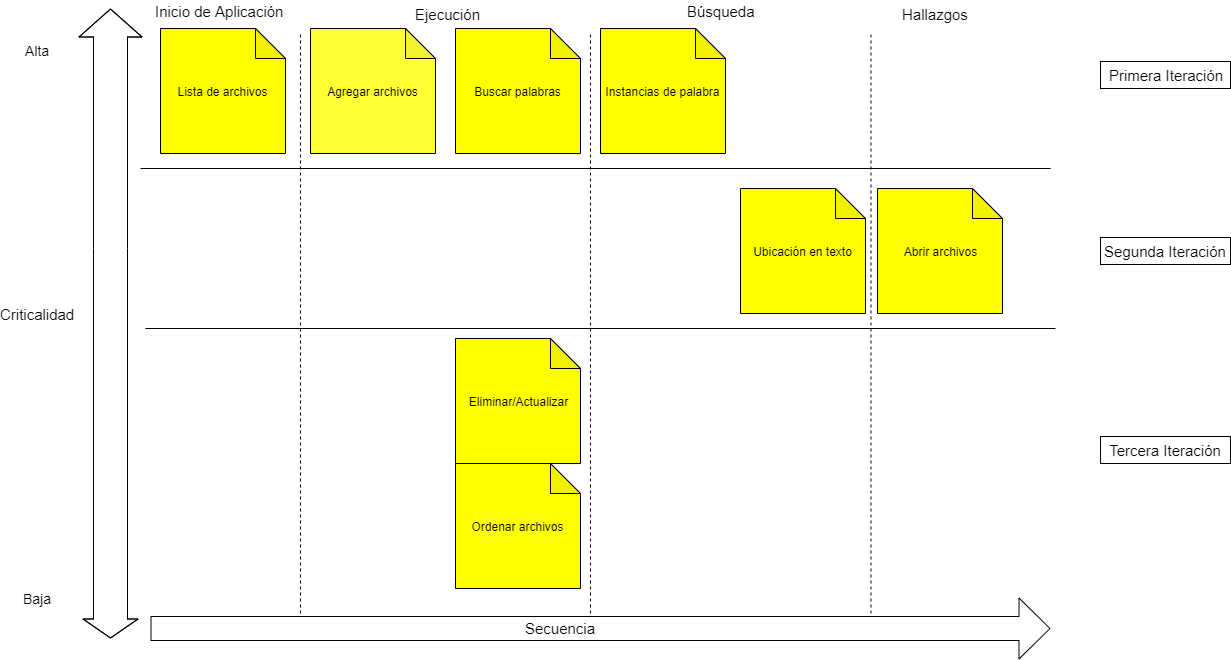 Inicio de Aplicación
Ejecución
Búsqueda
Hallazgos
Alta
Lista de archivos
Agregar archivos
Buscar palabras
Instancias de palabra
Primera Iteración
Ubicación en texto
Abrir archivos
Segunda Iteración
Criticalidad
Eliminar/Actualizar
Tercera Iteración
Ordenar archivos
Baja
Secuencia